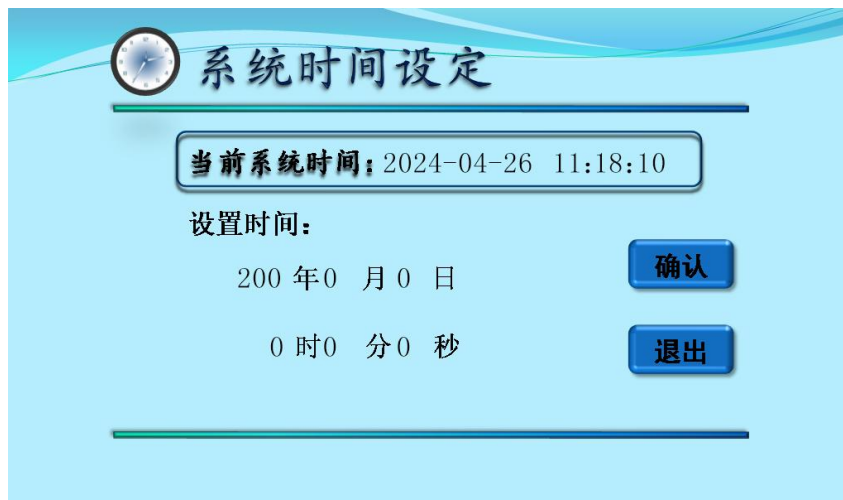 系统时间设定
当前系统时间：2024-04-26 11:18:10
设置时间：
200 年0 月0 日
确认
0 时0 分0 秒
退出